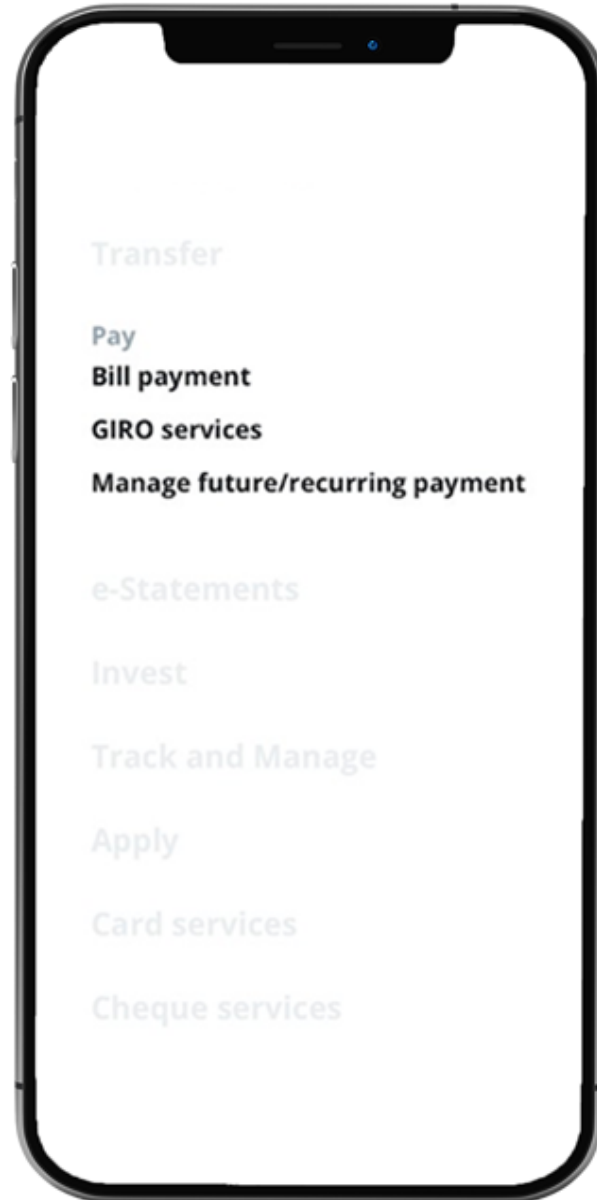 Transfer
Pay
Bill payment
GIRO services
Manage future/recurring payment
e-Statements
Invest
Track and Manage
Apply
Card services
Cheque services